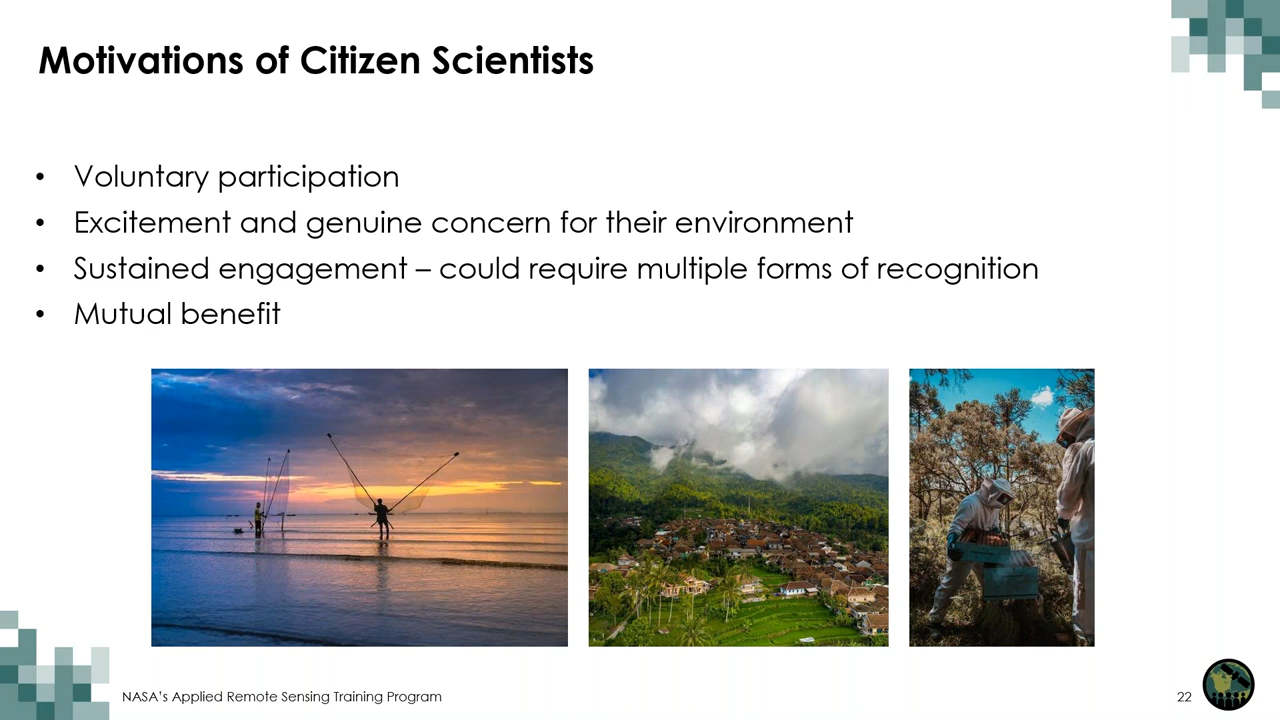 Motivations of Citizen Scientists
• Voluntary participation
• Excitement and genuine concern for their environment
• Sustained engagement – could require multiple forms of recognition
• Mutual benefit
NASA's Applied Remote Sensing Training Program
22